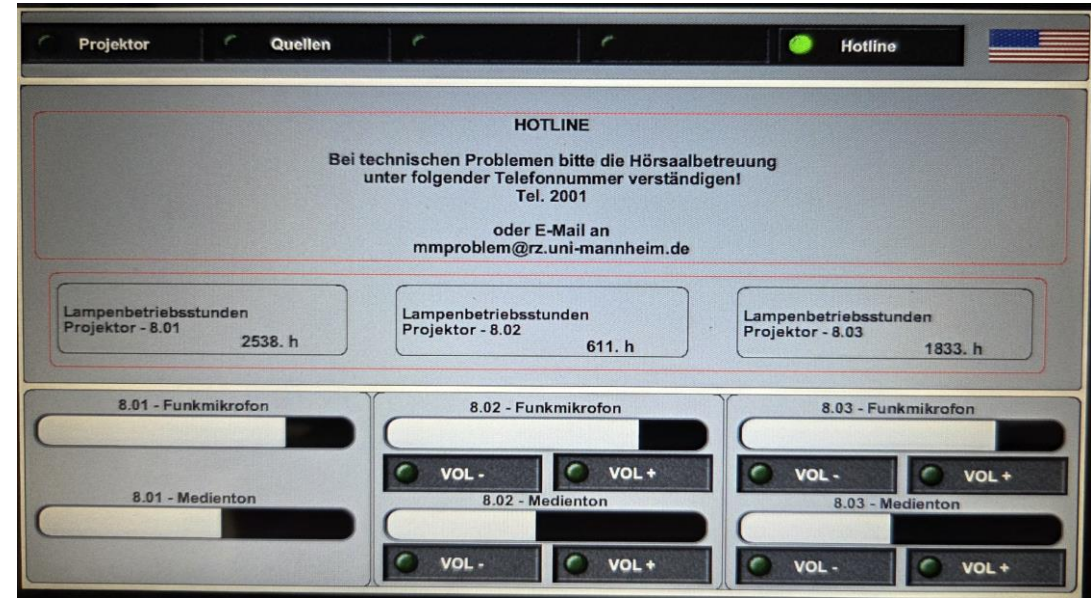 Projektor
Quellen
Hotline
HOTLINE
Bei technischen Problemen bitte die Hörsaalbetreuung
unter folgender Telefonnummer verständigen!
Tel. 2001
oder E-Mail an
mmproblem@rz.uni-mannheim.de
Lampenbetriebsstunden
Projektor - 8.01
2538. h
Lampenbetriebsstunden
Projektor - 8.02
611. h
Lampenbetriebsstunden
Projektor - 8.03
1833. h
8.01 - Funkmikrofon
8.02 - Funkmikrofon
8.03 - Funkmikrofon
VOL -
VOL +
VOL -
VOL +
8.01 - Medienton
8.02 - Medienton
8.03 - Medienton
VOL -
VOL +
VOL -
VOL +